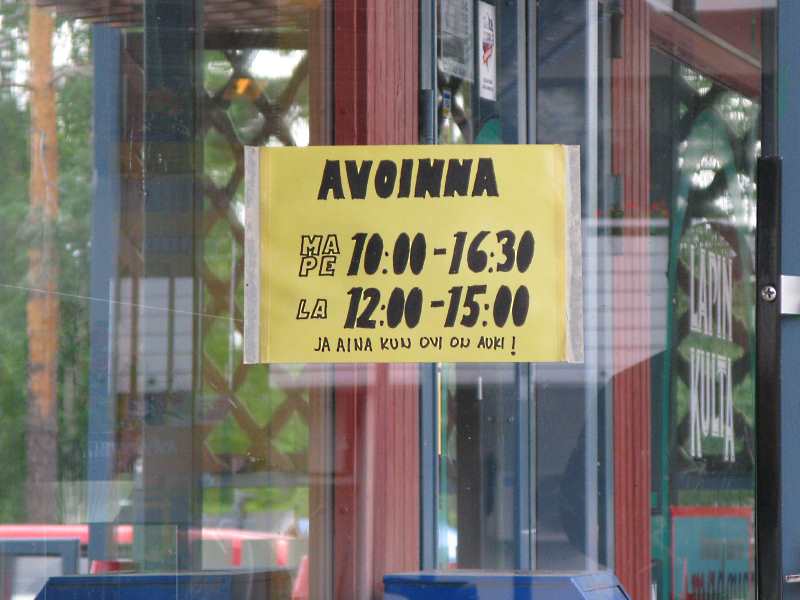 AVOINNA
MA PE 10:00-16.30
LA 12:00-15:00
JA AINA KUN OVI ON AUKI!
LAPIN
KULTA